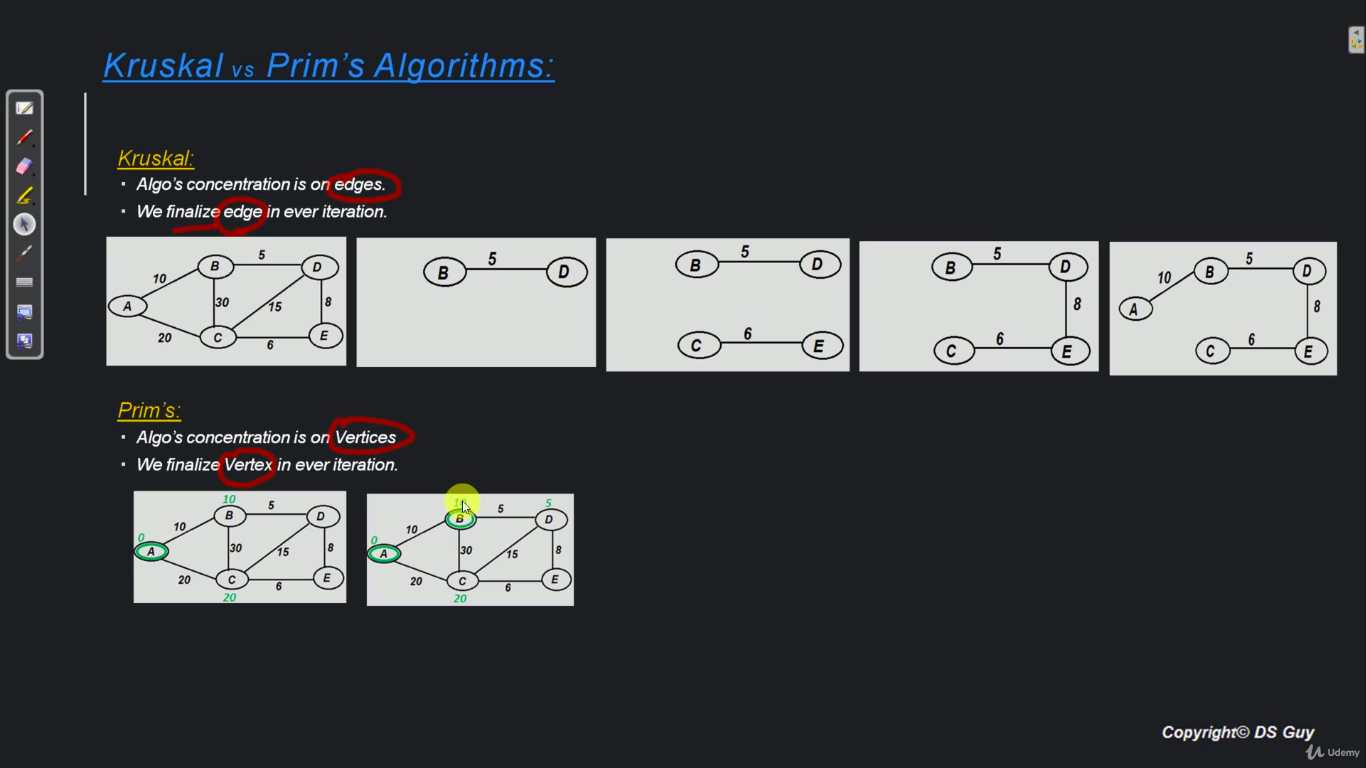 Kruskal vs Prim's Algorithms:
Kruskal:
▪ Algo's concentration is on edges.
▪ We finalize edge in ever iteration.
5
B D
10
30 15 8
A
20 C E
6
5
B D
5
B D
6
C E
5
B D
8
6
C E
5
10 B D
A 8
6
C E
Prim's:
▪ Algo's concentration is on Vertices
▪ We finalize Vertex in ever iteration.
10
5
B D
10
0
A 30 15 8
20 C E
6
20
10 5
5
B D
10
0
A 30 15 8
20 C E
6
20
Copyright© DS Guy
Udemy